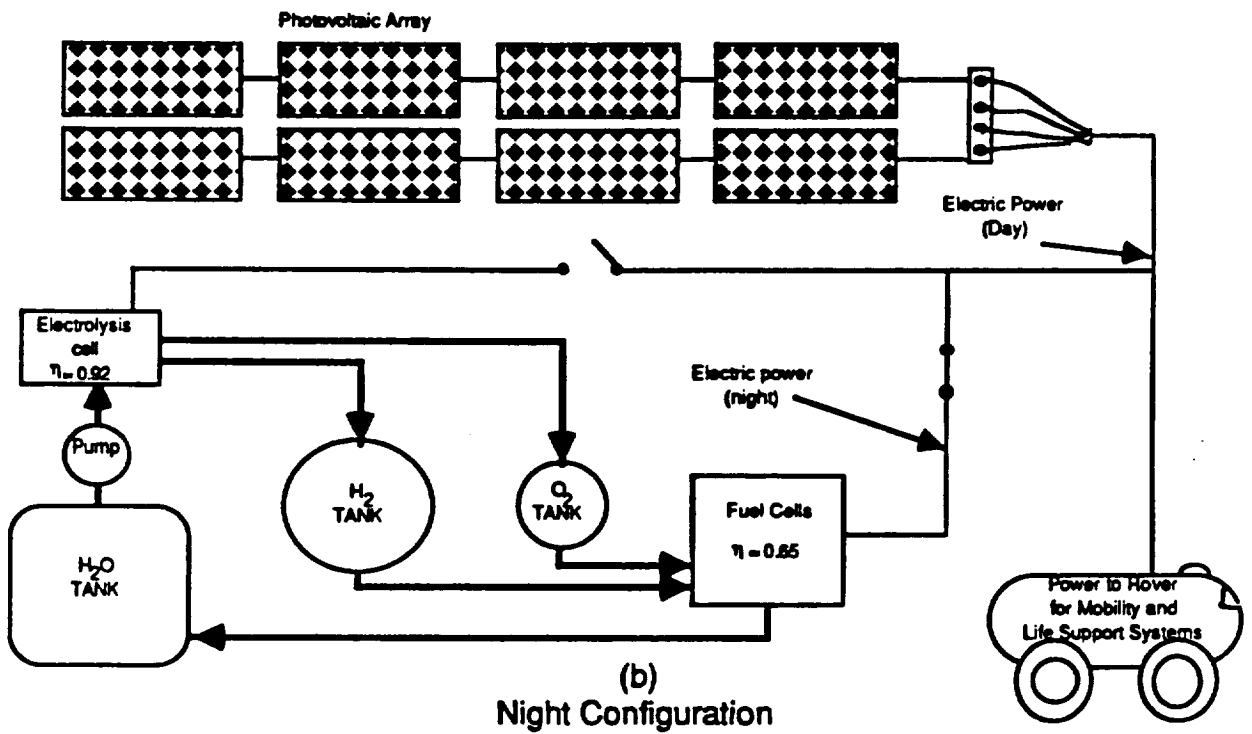 Photovoltaic Array
Electric Power
(Day)
Electrolysis
cell
η = 0.92
Electric power
(night)
Pump
H₂
TANK
O₂
TANK
Fuel Cells
η = 0.65
H₂O
TANK
Power to Rover
for Mobility and
Life Support Systems
(b)
Night Configuration